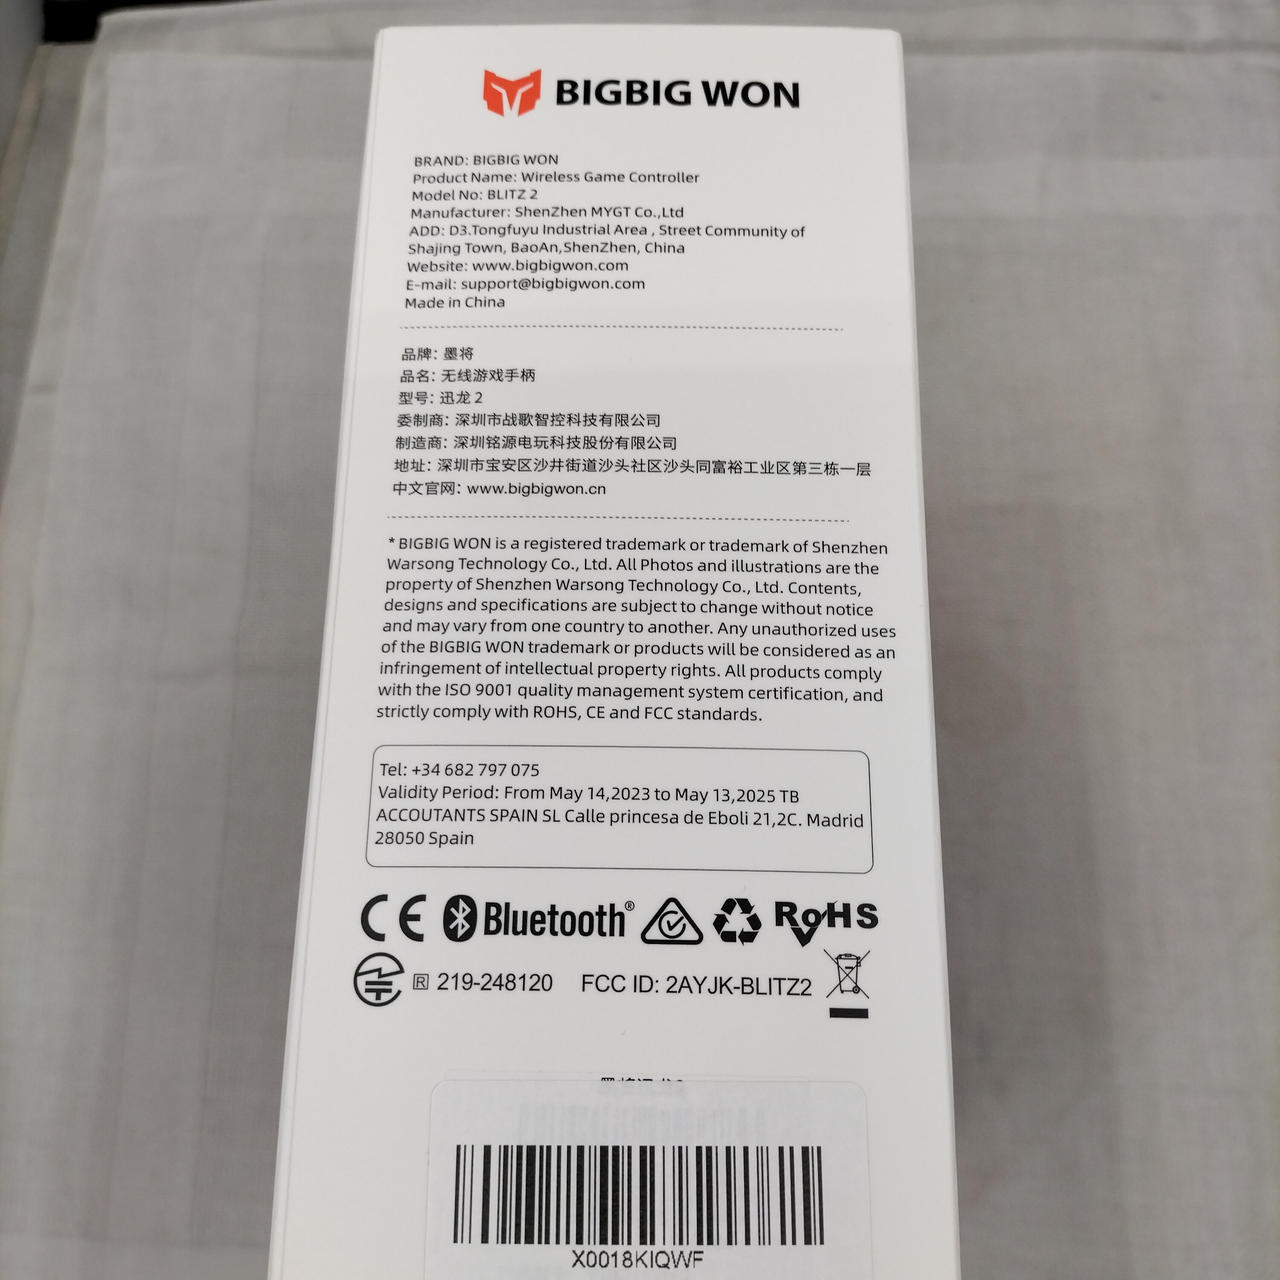 BIGBIG WON
BRAND: BIGBIG WON
Product Name: Wireless Game Controller
Model No: BLITZ 2
Manufacturer: ShenZhen MYGT Co.,Ltd
ADD: D3.Tongfuyu Industrial Area , Street Community of
Shajing Town, BaoAn,ShenZhen, China
Website: www.bigbigwon.com
E-mail: support@bigbigwon.com
Made in China
品牌: 墨将
品名: 无线游戏手柄
型号: 迅龙 2
委制商: 深圳市战歌智控科技有限公司
制造商: 深圳铭源电玩科技股份有限公司
地址: 深圳市宝安区沙井街道沙头社区沙头同富裕工业区第三栋一层
中文官网: www.bigbigwon.cn
* BIGBIG WON is a registered trademark or trademark of Shenzhen
Warsong Technology Co., Ltd. All Photos and illustrations are the
property of Shenzhen Warsong Technology Co., Ltd. Contents,
designs and specifications are subject to change without notice
and may vary from one country to another. Any unauthorized uses
of the BIGBIG WON trademark or products will be considered as an
infringement of intellectual property rights. All products comply
with the ISO 9001 quality management system certification, and
strictly comply with ROHS, CE and FCC standards.
Tel: +34 682 797 075
Validity Period: From May 14,2023 to May 13,2025 TB
ACCOUTANTS SPAIN SL Calle princesa de Eboli 21,2C. Madrid
28050 Spain
CE Bluetooth® RoHS
R 219-248120 FCC ID: 2AYJK-BLITZ2
X0018KIQWF